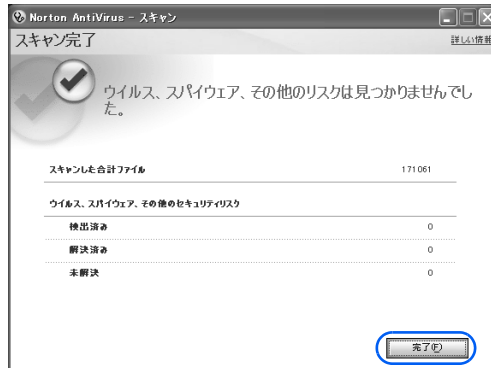 Norton AntiVirus - スキャン
スキャン完了
詳しい情報
ウイルス、スパイウェア、その他のリスクは見つかりませんでし
た。
スキャンした合計ファイル 171061
ウイルス、スパイウェア、その他のセキュリティリスク
検出済み 0
解決済み 0
未解決 0
完了(F)